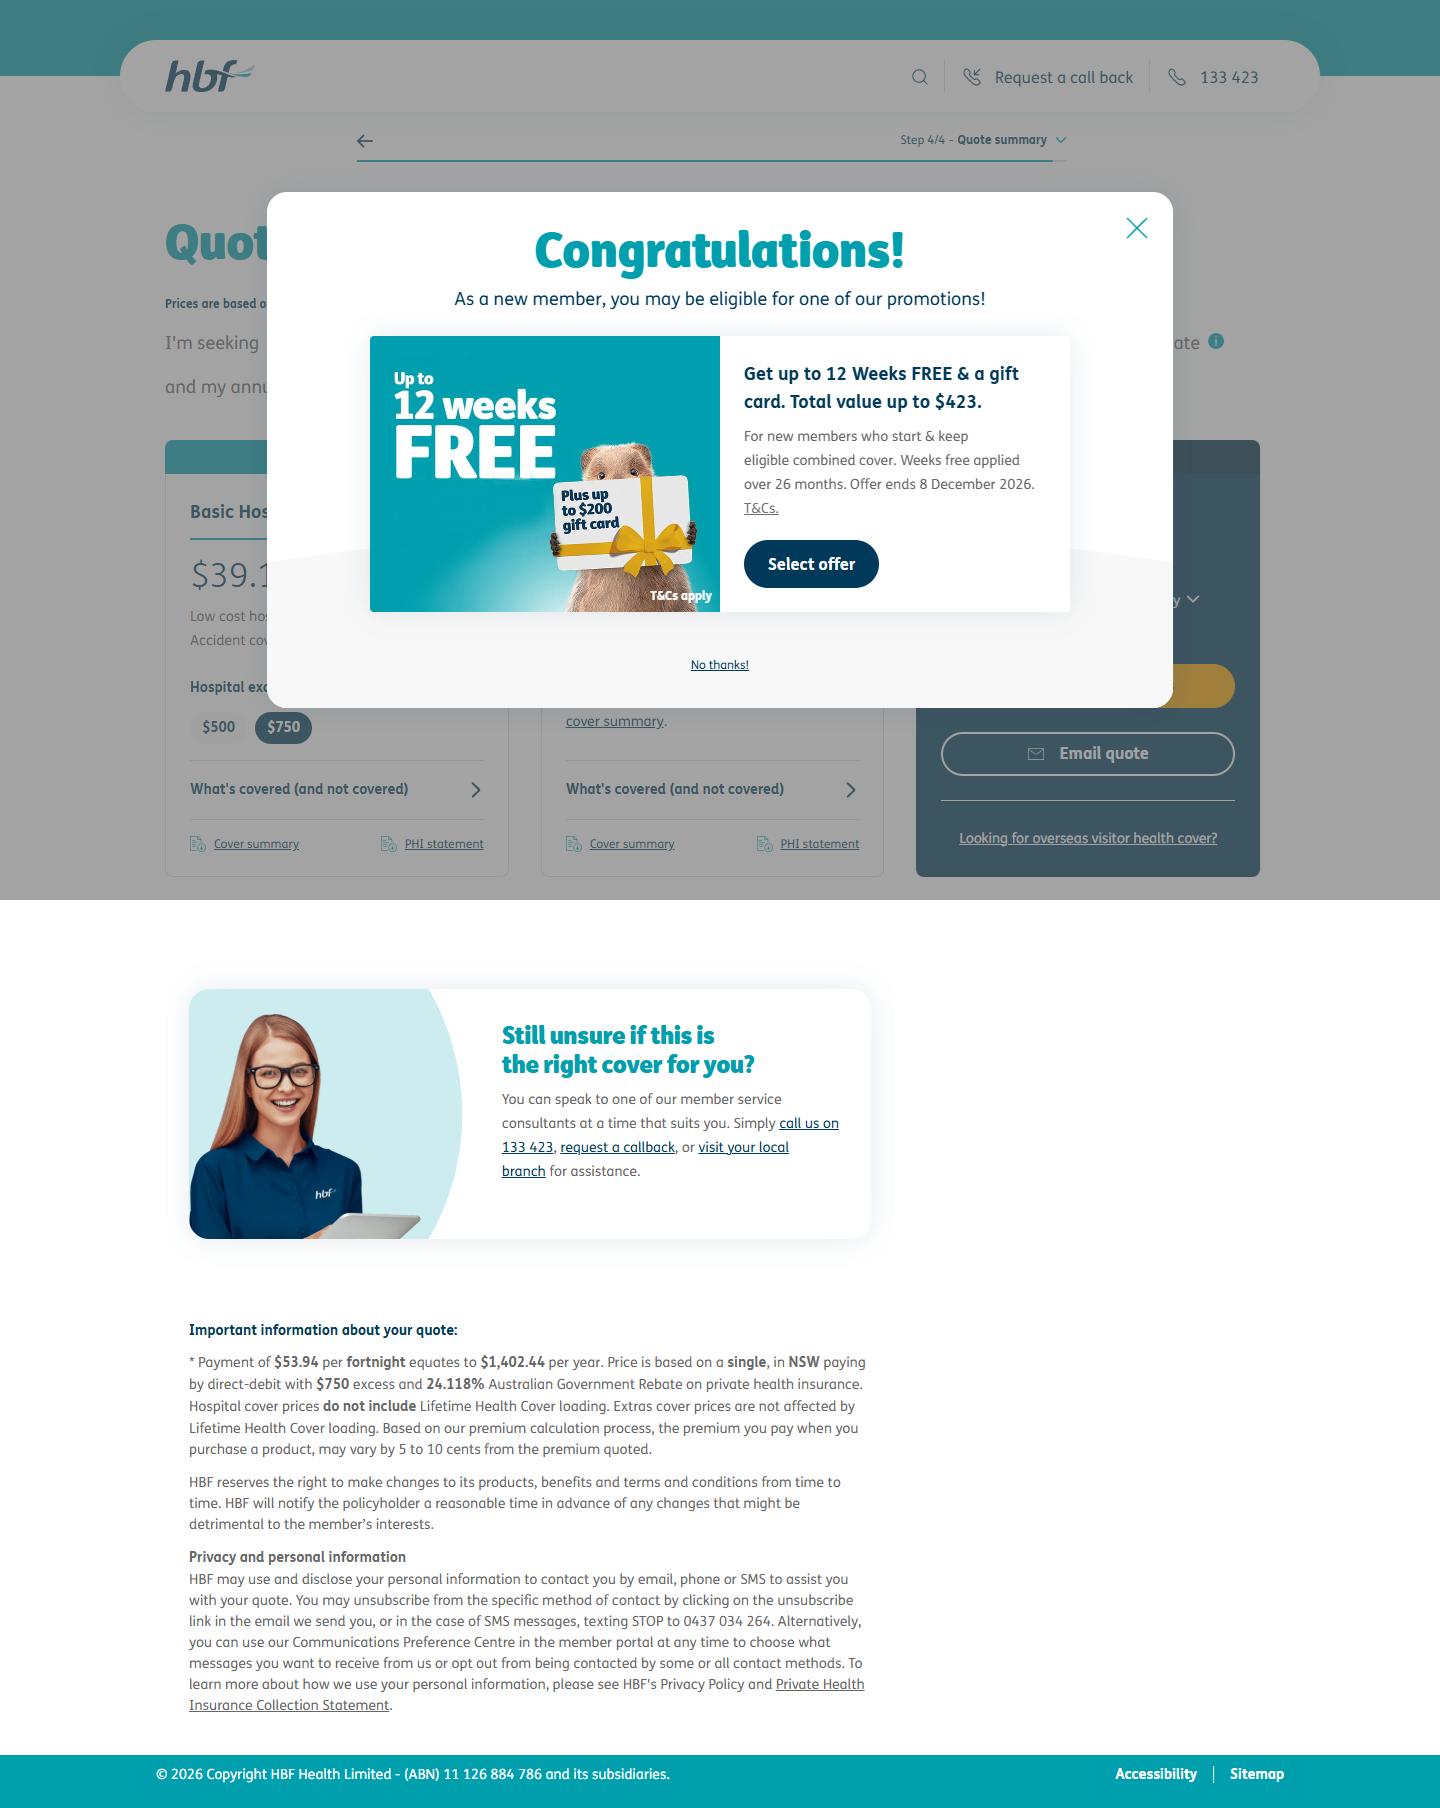 hbf
Request a call back
133 423
Step 4/4 - Quote summary
Quot
Prices are based o
I'm seeking
ate
and my annu
Congratulations!
As a new member, you may be eligible for one of our promotions!
Up to
12 weeks
FREE
Plus up
to $200
gift card
T&Cs apply
Get up to 12 Weeks FREE & a gift
card. Total value up to $423.
For new members who start & keep
eligible combined cover. Weeks free applied
over 26 months. Offer ends 8 December 2026.
T&Cs.
Select offer
No thanks!
Basic Hos
$39.1
Low cost hos
Accident cov
Hospital exc
$500
$750
What's covered (and not covered)
Cover summary
PHI statement
cover summary.
What's covered (and not covered)
Cover summary
PHI statement
y
Email quote
Looking for overseas visitor health cover?
hbf
Still unsure if this is
the right cover for you?
You can speak to one of our member service
consultants at a time that suits you. Simply call us on
133 423, request a callback, or visit your local
branch for assistance.
Important information about your quote:
* Payment of $53.94 per fortnight equates to $1,402.44 per year. Price is based on a single, in NSW paying
by direct-debit with $750 excess and 24.118% Australian Government Rebate on private health insurance.
Hospital cover prices do not include Lifetime Health Cover loading. Extras cover prices are not affected by
Lifetime Health Cover loading. Based on our premium calculation process, the premium you pay when you
purchase a product, may vary by 5 to 10 cents from the premium quoted.
HBF reserves the right to make changes to its products, benefits and terms and conditions from time to
time. HBF will notify the policyholder a reasonable time in advance of any changes that might be
detrimental to the member's interests.
Privacy and personal information
HBF may use and disclose your personal information to contact you by email, phone or SMS to assist you
with your quote. You may unsubscribe from the specific method of contact by clicking on the unsubscribe
link in the email we send you, or in the case of SMS messages, texting STOP to 0437 034 264. Alternatively,
you can use our Communications Preference Centre in the member portal at any time to choose what
messages you want to receive from us or opt out from being contacted by some or all contact methods. To
learn more about how we use your personal information, please see HBF's Privacy Policy and Private Health
Insurance Collection Statement.
© 2026 Copyright HBF Health Limited - (ABN) 11 126 884 786 and its subsidiaries.
Accessibility
Sitemap